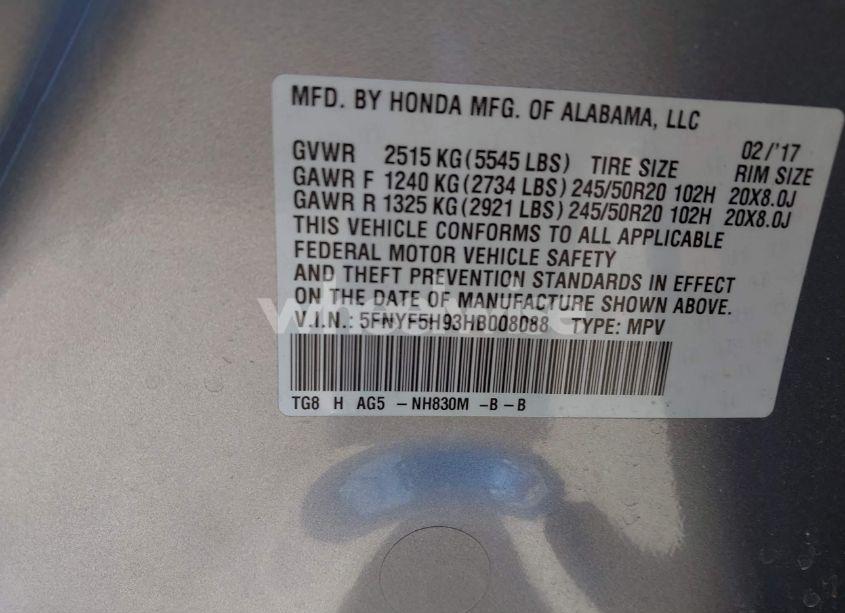 MFD. BY HONDA MFG. OF ALABAMA, LLC
02/'17
GVWR 2515 KG (5545 LBS) TIRE SIZE RIM SIZE
GAWR F 1240 KG (2734 LBS) 245/50R20 102H 20X8.0J
GAWR R 1325 KG (2921 LBS) 245/50R20 102H 20X8.0J
THIS VEHICLE CONFORMS TO ALL APPLICABLE
FEDERAL MOTOR VEHICLE SAFETY
AND THEFT PREVENTION STANDARDS IN EFFECT
ON THE DATE OF MANUFACTURE SHOWN ABOVE.
V.I.N.: 5FNYF5H93HB008088 TYPE: MPV
TG8 H AG5 -NH830M -B-B